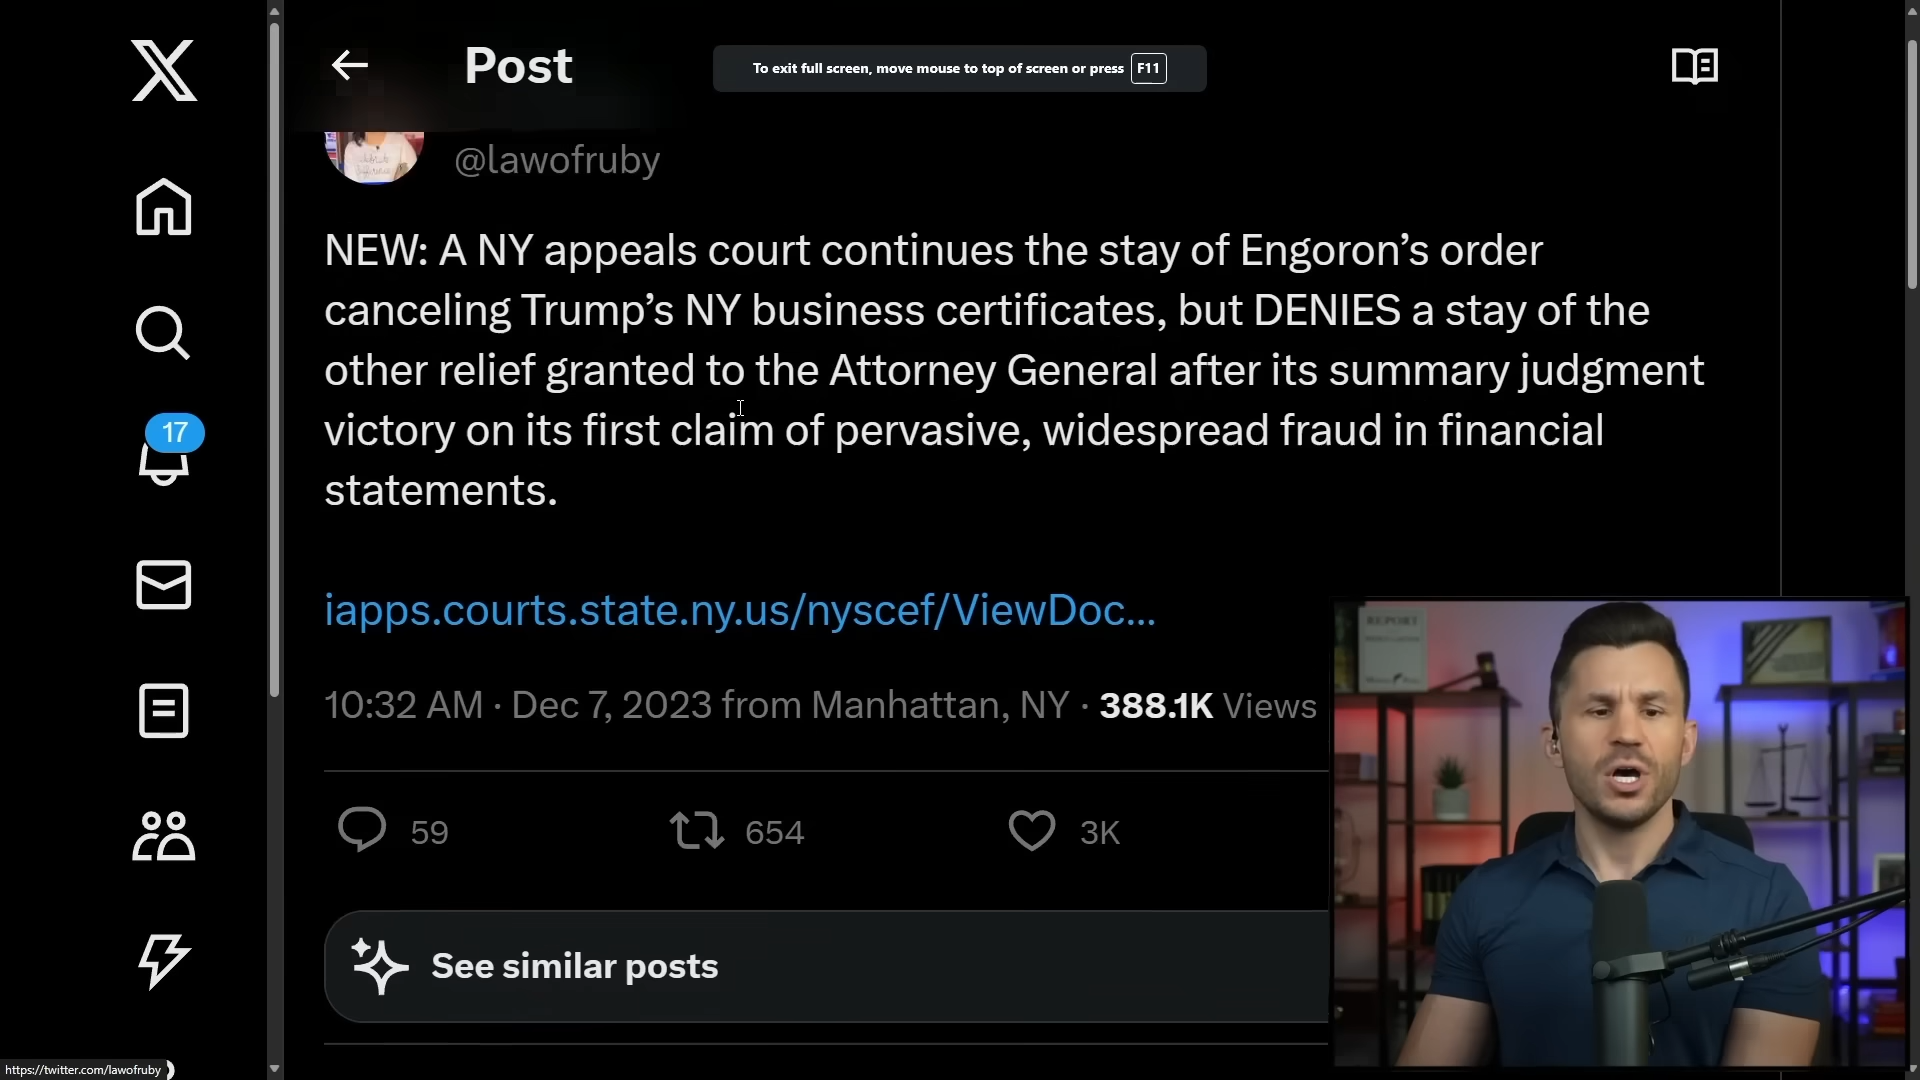 Post
To exit full screen, move mouse to top of screen or press F11
@lawofruby
NEW: A NY appeals court continues the stay of Engoron’s order
canceling Trump’s NY business certificates, but DENIES a stay of the
other relief granted to the Attorney General after its summary judgment
victory on its first claim of pervasive, widespread fraud in financial
statements.
iapps.courts.state.ny.us/nyscef/ViewDoc…
10:32 AM · Dec 7, 2023 from Manhattan, NY · 388.1K Views
17
59
654
3K
See similar posts
REPORT
https://twitter.com/lawofruby